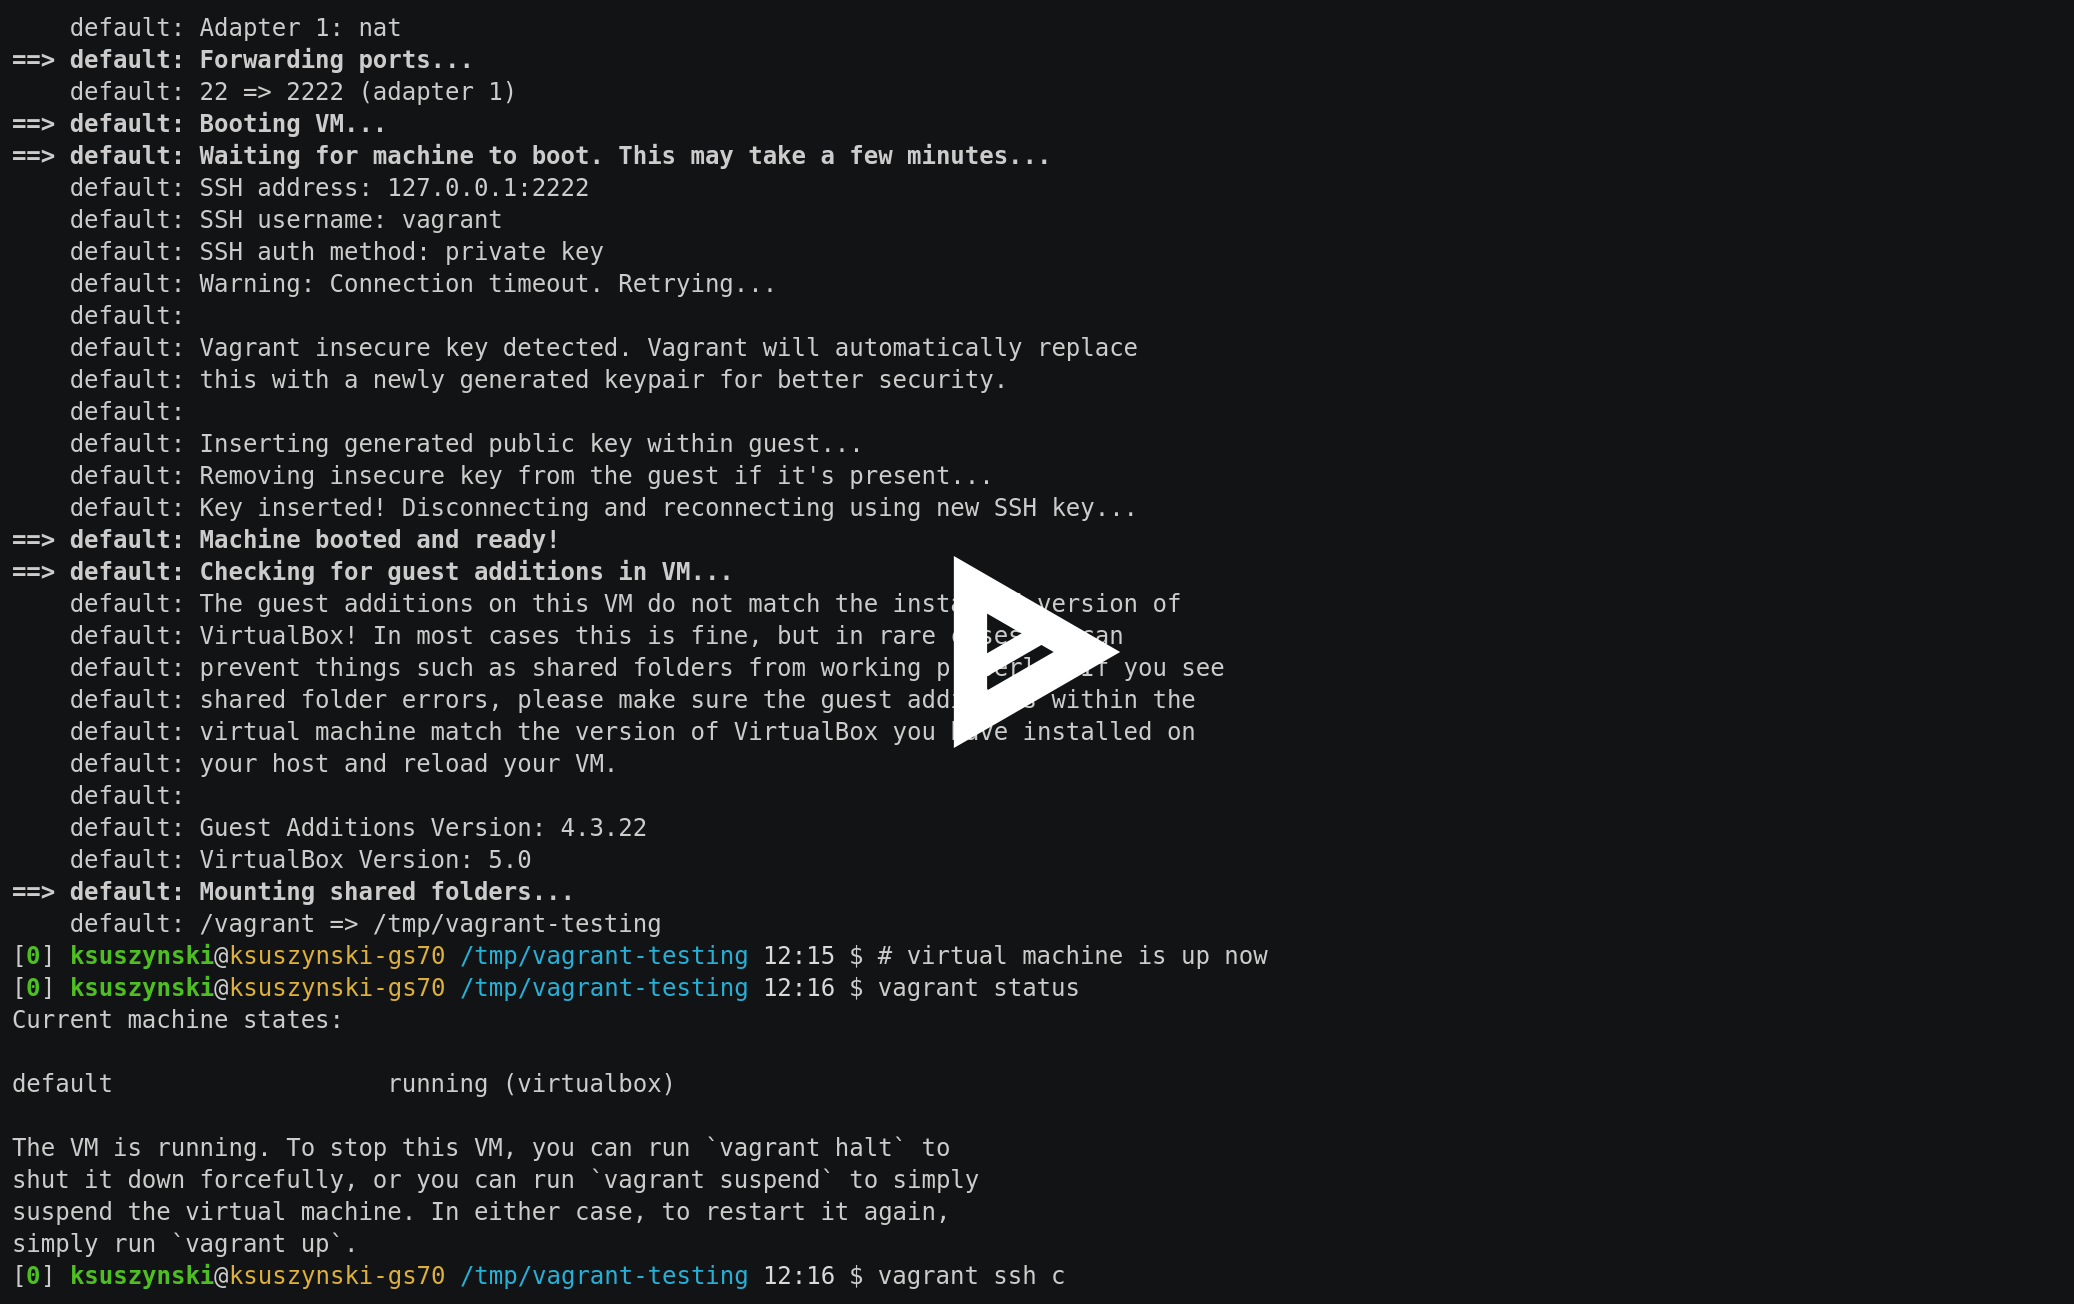 default: Adapter 1: nat
==> default: Forwarding ports...
default: 22 => 2222 (adapter 1)
==> default: Booting VM...
==> default: Waiting for machine to boot. This may take a few minutes...
default: SSH address: 127.0.0.1:2222
default: SSH username: vagrant
default: SSH auth method: private key
default: Warning: Connection timeout. Retrying...
default:
default: Vagrant insecure key detected. Vagrant will automatically replace
default: this with a newly generated keypair for better security.
default:
default: Inserting generated public key within guest...
default: Removing insecure key from the guest if it's present...
default: Key inserted! Disconnecting and reconnecting using new SSH key...
==> default: Machine booted and ready!
==> default: Checking for guest additions in VM...
default: The guest additions on this VM do not match the version of
default: VirtualBox! In most cases this is fine, but in rare can
default: prevent things such as shared folders from working if you see
default: shared folder errors, please make sure the guest within the
default: virtual machine match the version of VirtualBox you have installed on
default: your host and reload your VM.
default:
default: Guest Additions Version: 4.3.22
default: VirtualBox Version: 5.0
==> default: Mounting shared folders...
default: /vagrant => /tmp/vagrant-testing
[0] ksuszynski@ksuszynski-gs70 /tmp/vagrant-testing 12:15 $ # virtual machine is up now
[0] ksuszynski@ksuszynski-gs70 /tmp/vagrant-testing 12:16 $ vagrant status
Current machine states:
default running (virtualbox)
The VM is running. To stop this VM, you can run `vagrant halt` to
shut it down forcefully, or you can run `vagrant suspend` to simply
suspend the virtual machine. In either case, to restart it again,
simply run `vagrant up`.
[0] ksuszynski@ksuszynski-gs70 /tmp/vagrant-testing 12:16 $ vagrant ssh c